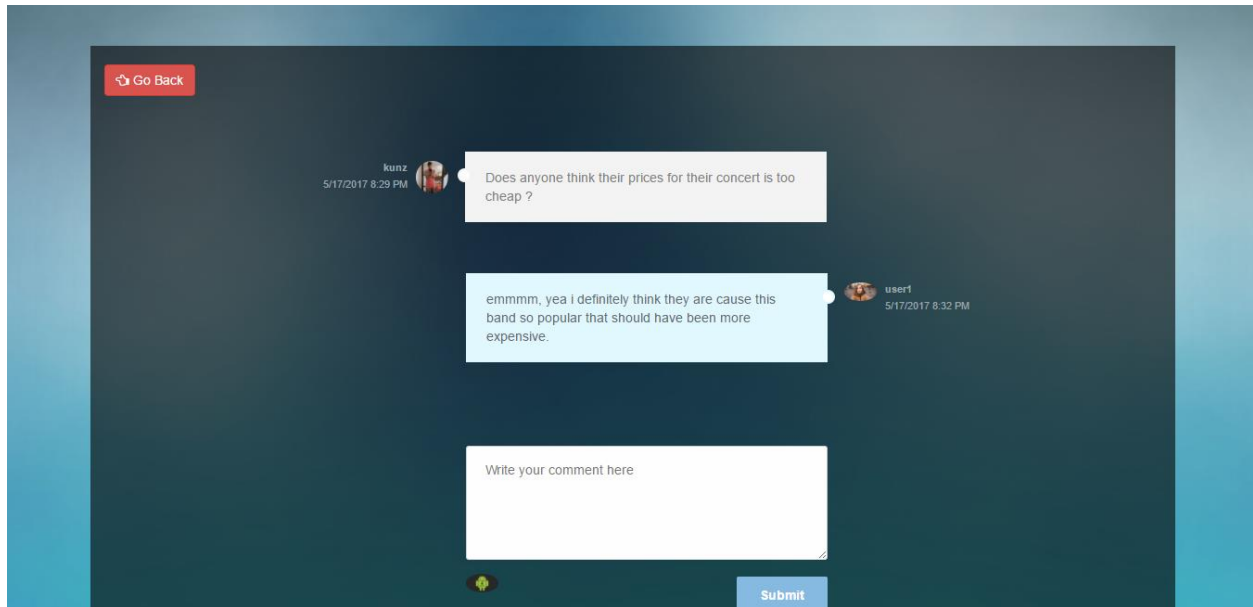 Go Back
kunz
5/17/2017 8:29 PM
Does anyone think their prices for their concert is too
cheap ?
emmmm, yea i definitely think they are cause this
band so popular that should have been more
expensive.
user1
5/17/2017 8:32 PM
Write your comment here
Submit